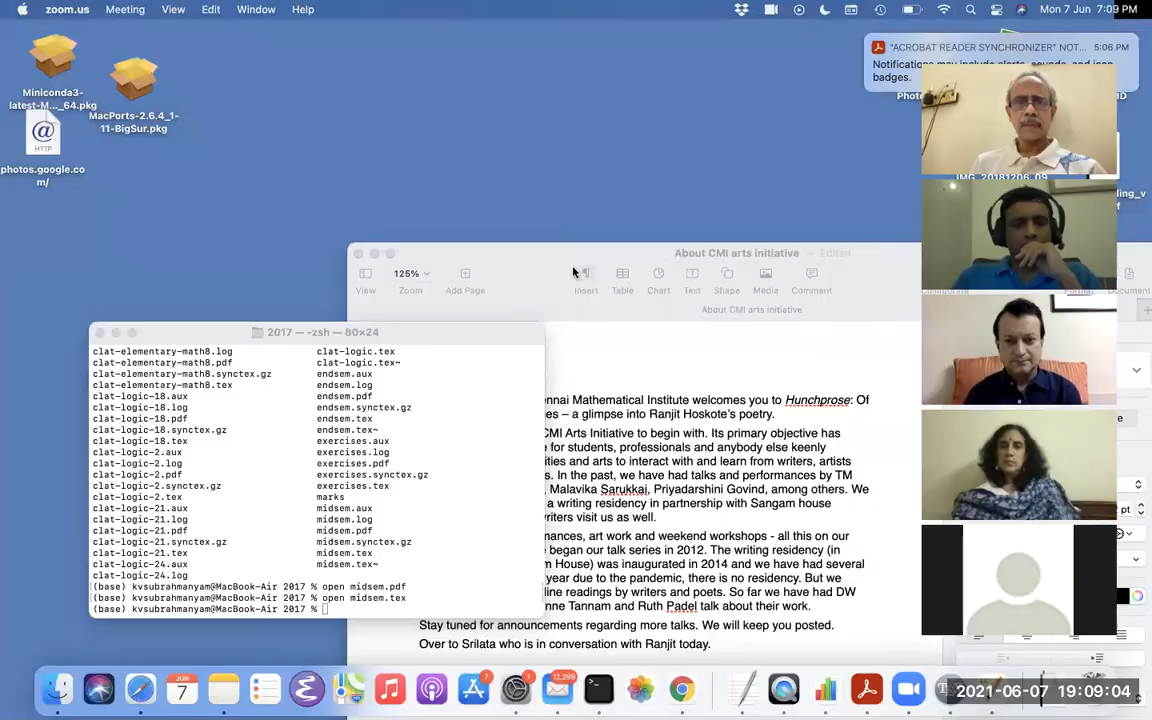 zoom.us Meeting View Edit Window Help Mon 7 Jun 7:09 PM
"ACROBAT READER SYNCHRONIZER" NOT... 5:06 PM
Notifications may include alerts, sounds, and icon
badges.
Miniconda3-
latest-M..._64.pkg
MacPorts-2.6.4_1-
1-BigSur.pkg
HTTP
photos.google.co
m/
IMG_20181206_09
About CMI arts initiative — Edited
125%
View Zoom Add Page Insert Table Chart Text Shape Media Comment
About CMI arts initiative
2017 — -zsh — 80×24
clat-elementary-math8.log clat-logic.tex
clat-elementary-math8.pdf clat-logic.tex~
clat-elementary-math8.synctex.gz endsem.aux
clat-elementary-math8.tex endsem.log
clat-logic-18.aux endsem.pdf
clat-logic-18.log endsem.synctex.gz
clat-logic-18.pdf endsem.tex
clat-logic-18.synctex.gz endsem.tex~
clat-logic-18.tex exercises.aux
clat-logic-2.aux exercises.log
clat-logic-2.log exercises.pdf
clat-logic-2.pdf exercises.synctex.gz
clat-logic-2.synctex.gz exercises.tex
clat-logic-2.tex marks
clat-logic-21.aux midsem.aux
clat-logic-21.log midsem.log
clat-logic-21.pdf midsem.pdf
clat-logic-21.synctex.gz midsem.synctex.gz
clat-logic-21.tex midsem.tex
clat-logic-24.aux midsem.tex~
clat-logic-24.log
(base) kvsubrahmanyam@MacBook-Air 2017 % open midsem.pdf
(base) kvsubrahmanyam@MacBook-Air 2017 % open midsem.tex
(base) kvsubrahmanyam@MacBook-Air 2017 %
ennai Mathematical Institute welcomes you to Hunchprose: Of
es – a glimpse into Ranjit Hoskote's poetry.
CMI Arts Initiative to begin with. Its primary objective has
e for students, professionals and anybody else keenly
ities and arts to interact with and learn from writers, artists
s. In the past, we have had talks and performances by TM
, Malavika Sarukkai, Priyadarshini Govind, among others. We
a writing residency in partnership with Sangam house
riters visit us as well.
mances, art work and weekend workshops - all this on our
e began our talk series in 2012. The writing residency (in
m House) was inaugurated in 2014 and we have had several
year due to the pandemic, there is no residency. But we
line readings by writers and poets. So far we have had DW
nne Tannam and Ruth Padel talk about their work.
Stay tuned for announcements regarding more talks. We will keep you posted.
Over to Srilata who is in conversation with Ranjit today.
JUN
7
7
1
12,299
2021-06-07 19:09:04